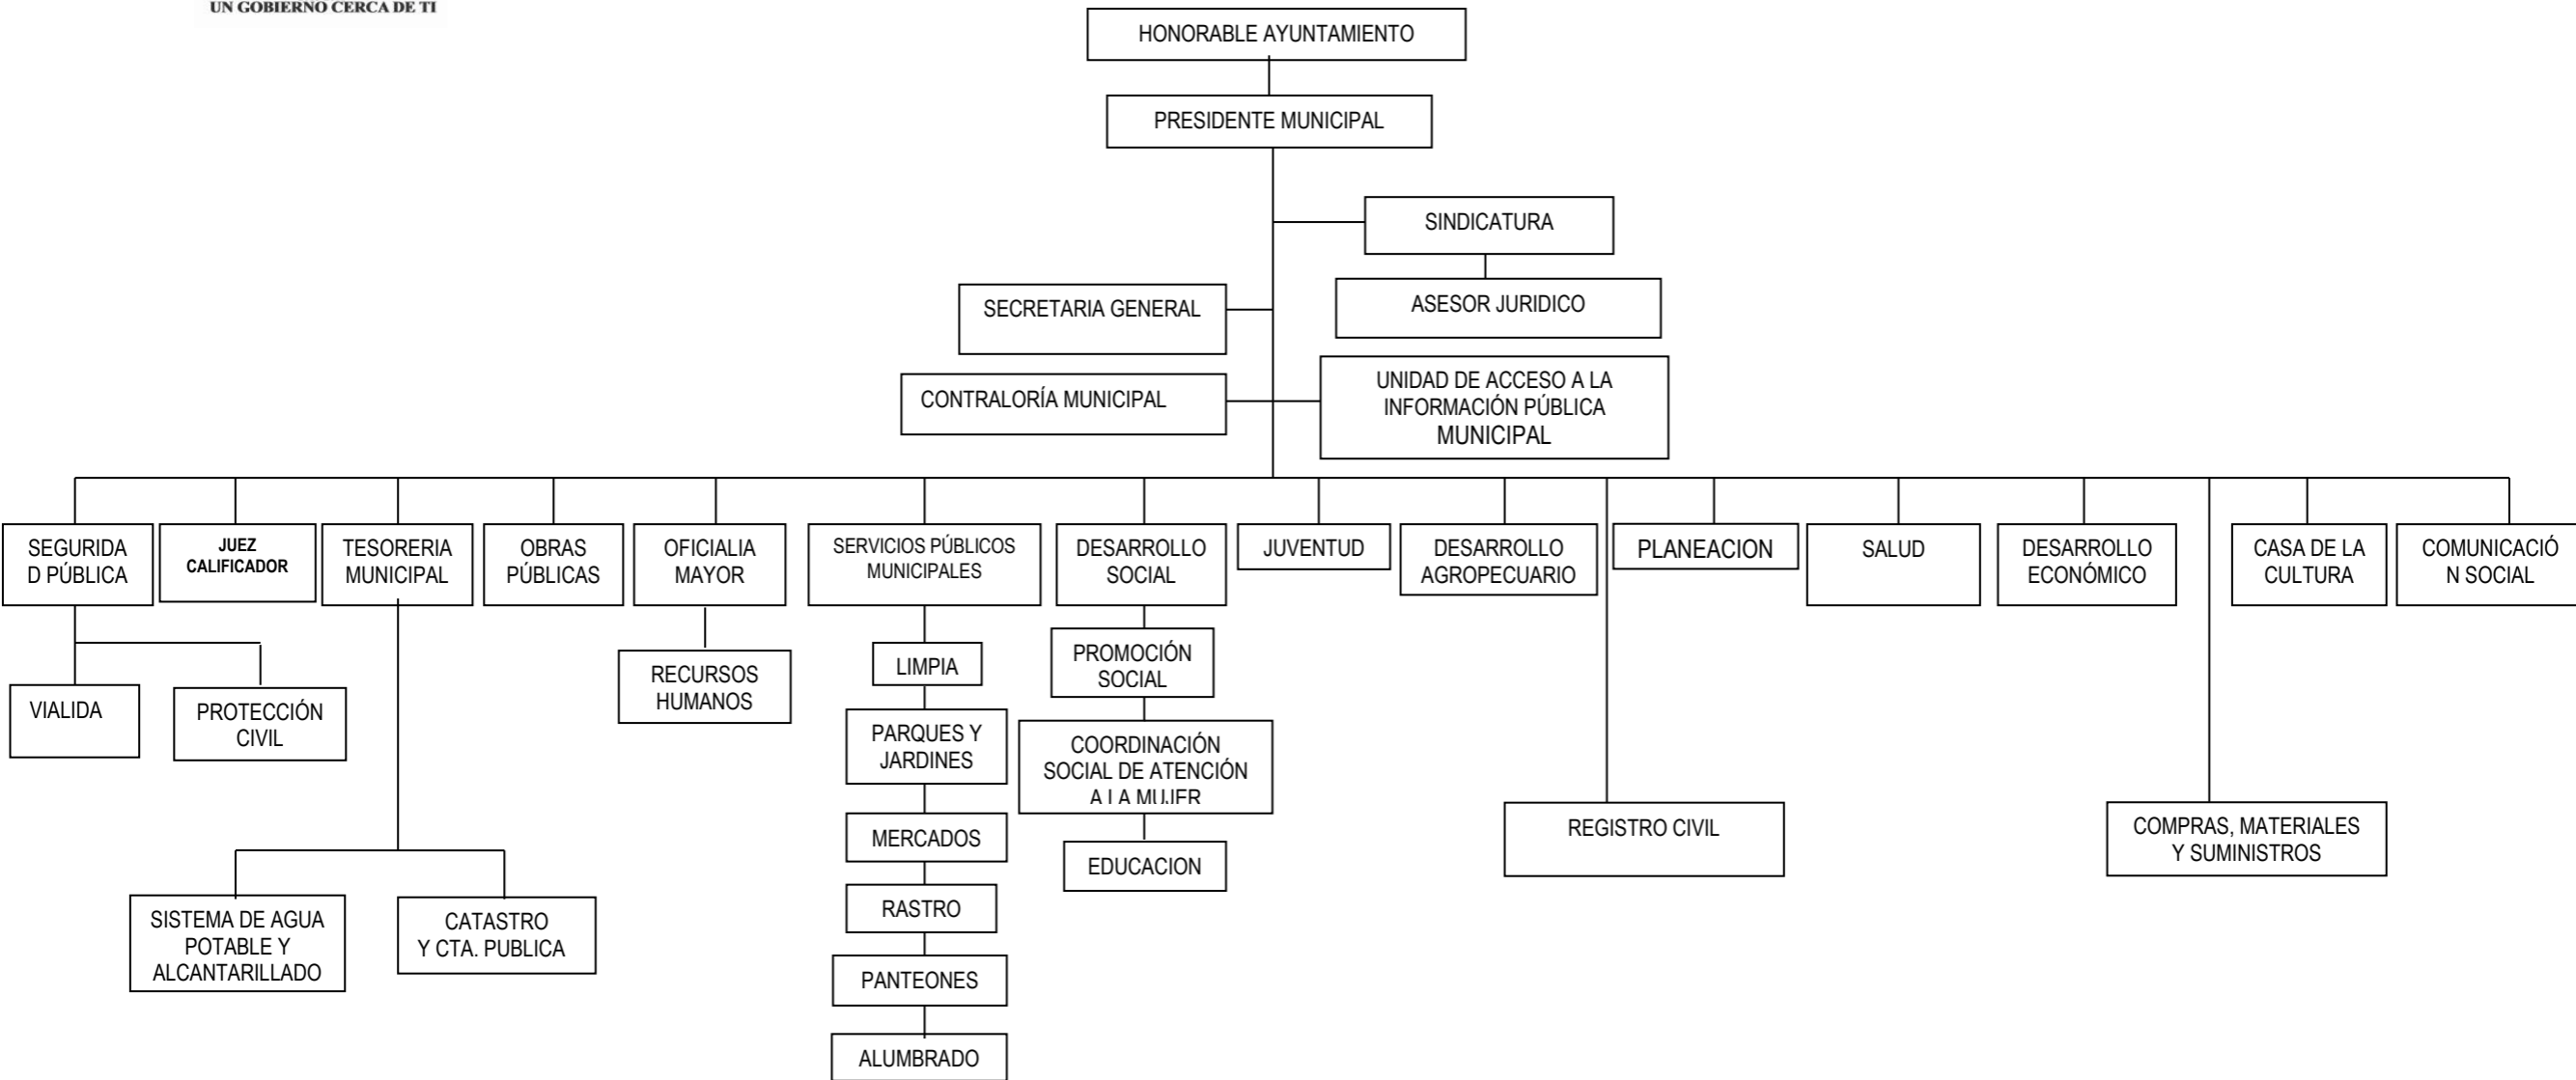 UN GOBIERNO CERCA DE TI
HONORABLE AYUNTAMIENTO
PRESIDENTE MUNICIPAL
SINDICATURA
SECRETARIA GENERAL
ASESOR JURIDICO
CONTRALORÍA MUNICIPAL
UNIDAD DE ACCESO A LA
INFORMACIÓN PÚBLICA
MUNICIPAL
SEGURIDA
D PÚBLICA
JUEZ
CALIFICADOR
TESORERIA
MUNICIPAL
OBRAS
PÚBLICAS
OFICIALIA
MAYOR
SERVICIOS PÚBLICOS
MUNICIPALES
DESARROLLO
SOCIAL
JUVENTUD
DESARROLLO
AGROPECUARIO
PLANEACION
SALUD
DESARROLLO
ECONÓMICO
CASA DE LA
CULTURA
COMUNICACIÓ
N SOCIAL
VIALIDA
PROTECCIÓN
CIVIL
RECURSOS
HUMANOS
LIMPIA
PARQUES Y
JARDINES
MERCADOS
RASTRO
PANTEONES
ALUMBRADO
PROMOCIÓN
SOCIAL
COORDINACIÓN
SOCIAL DE ATENCIÓN
A LA MUJER
EDUCACION
REGISTRO CIVIL
COMPRAS, MATERIALES
Y SUMINISTROS
SISTEMA DE AGUA
POTABLE Y
ALCANTARILLADO
CATASTRO
Y CTA. PUBLICA